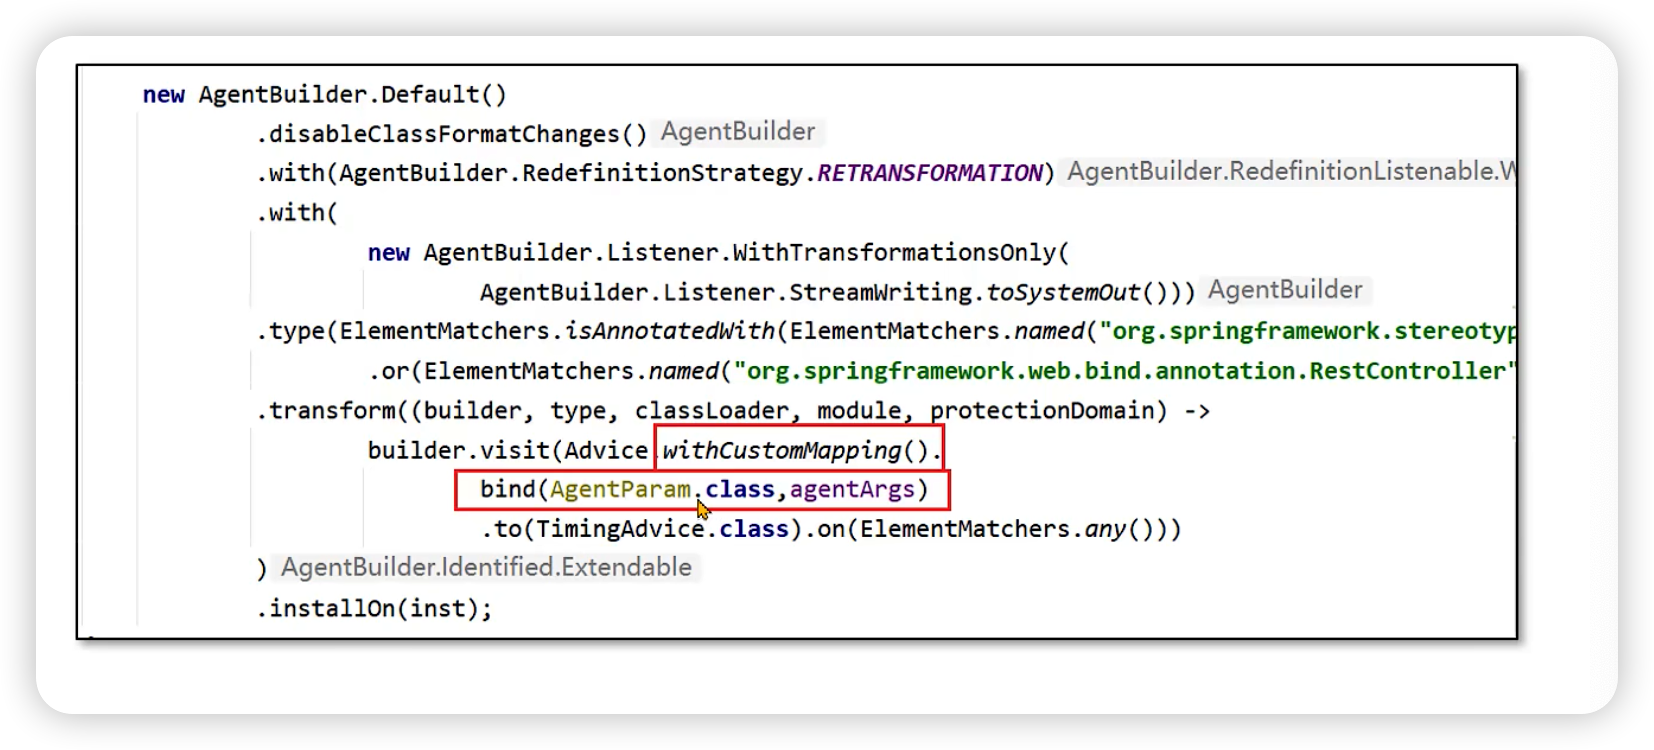 new AgentBuilder.Default()
.disableClassFormatChanges() AgentBuilder
.with(AgentBuilder.RedefinitionStrategy.RETRANSFORMATION) AgentBuilder.RedefinitionListenable.W
.with(
new AgentBuilder.Listener.WithTransformationsOnly(
AgentBuilder.Listener.StreamWriting.toSystemOut())) AgentBuilder
.type(ElementMatchers.isAnnotatedWith(ElementMatchers.named("org.springframework.stereotyp
.or(ElementMatchers.named("org.springframework.web.bind.annotation.RestController"
.transform((builder, type, classLoader, module, protectionDomain) ->
builder.visit(Advice.withCustomMapping().
bind(AgentParam.class,agentArgs)
.to(TimingAdvice.class).on(ElementMatchers.any()))
) AgentBuilder.Identified.Extendable
.installOn(inst);